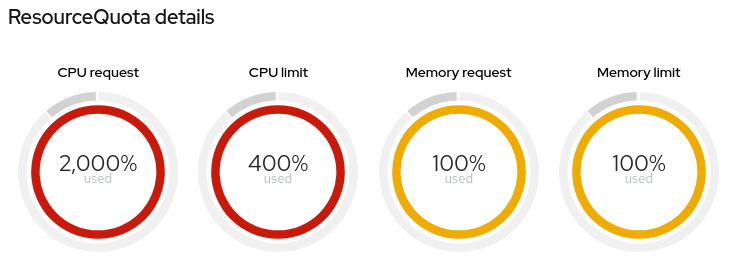 ResourceQuota details
CPU request
CPU limit
Memory request
Memory limit
2,000%
used
400%
used
100%
used
100%
used